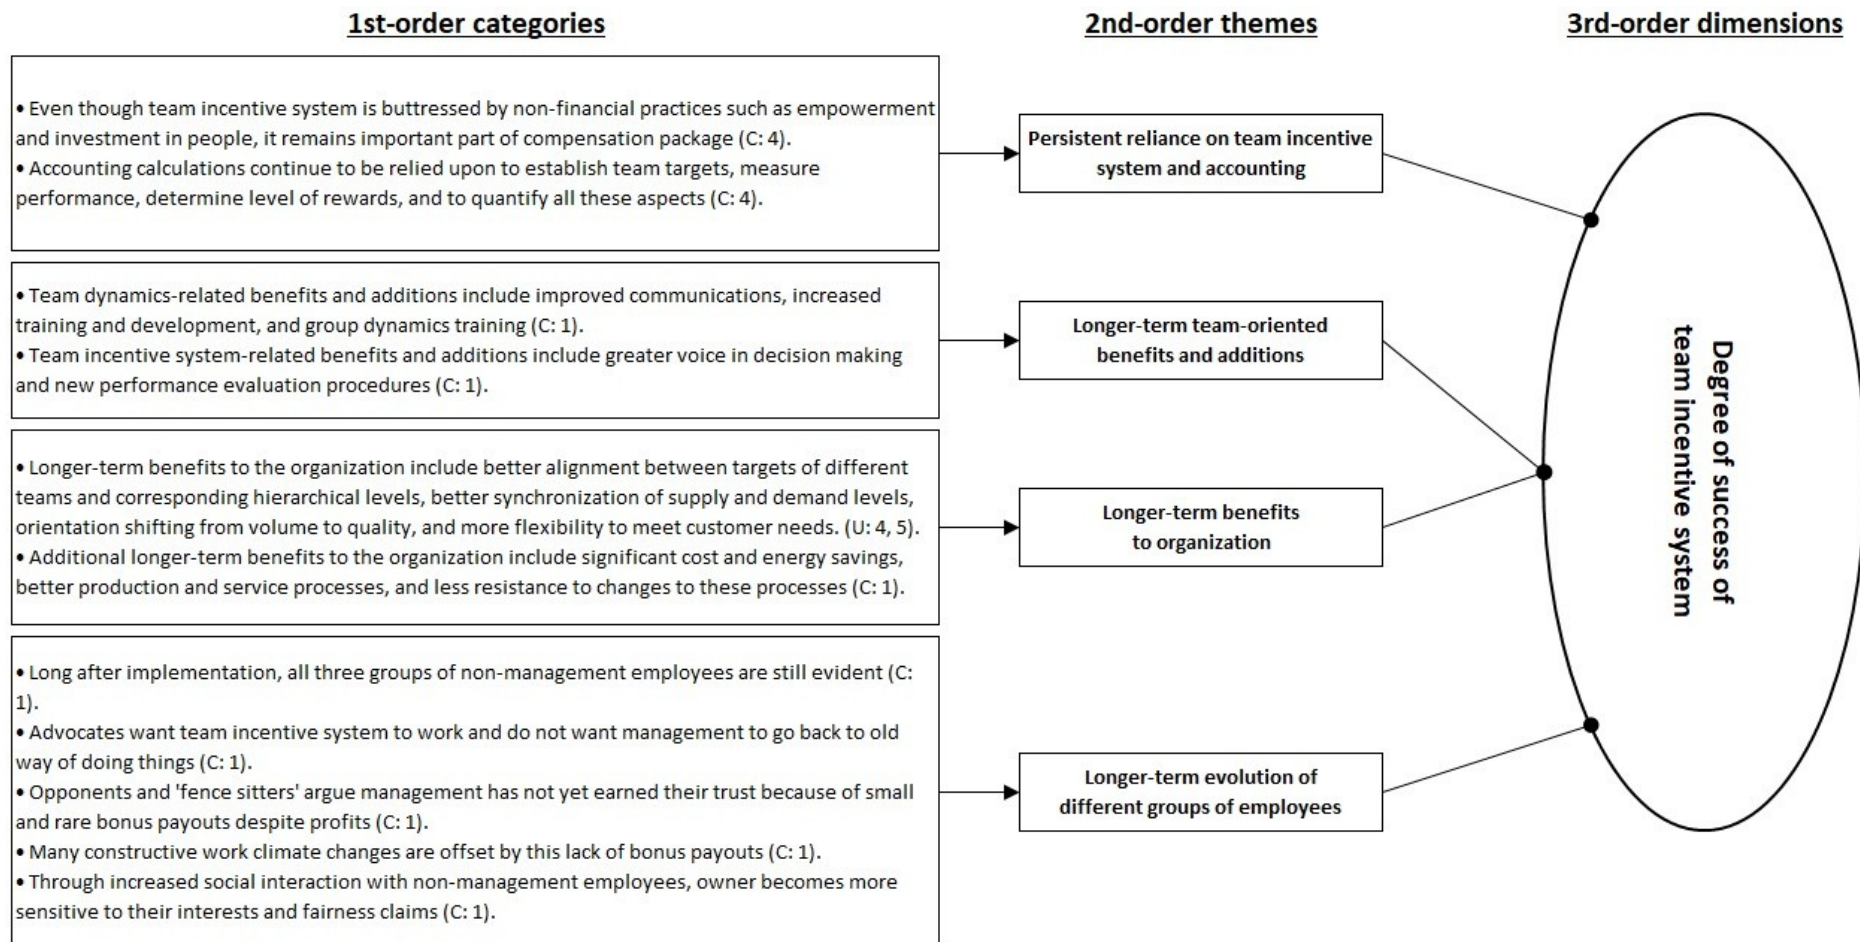 1st-order categories
2nd-order themes
3rd-order dimensions
• Even though team incentive system is buttressed by non-financial practices such as empowerment
and investment in people, it remains important part of compensation package (C: 4).
• Accounting calculations continue to be relied upon to establish team targets, measure
performance, determine level of rewards, and to quantify all these aspects (C: 4).
Persistent reliance on team incentive
system and accounting
• Team dynamics-related benefits and additions include improved communications, increased
training and development, and group dynamics training (C: 1).
• Team incentive system-related benefits and additions include greater voice in decision making
and new performance evaluation procedures (C: 1).
Longer-term team-oriented
benefits and additions
• Longer-term benefits to the organization include better alignment between targets of different
teams and corresponding hierarchical levels, better synchronization of supply and demand levels,
orientation shifting from volume to quality, and more flexibility to meet customer needs. (U: 4, 5).
• Additional longer-term benefits to the organization include significant cost and energy savings,
better production and service processes, and less resistance to changes to these processes (C: 1).
Longer-term benefits
to organization
• Long after implementation, all three groups of non-management employees are still evident (C:
1).
• Advocates want team incentive system to work and do not want management to go back to old
way of doing things (C: 1).
• Opponents and 'fence sitters' argue management has not yet earned their trust because of small
and rare bonus payouts despite profits (C: 1).
• Many constructive work climate changes are offset by this lack of bonus payouts (C: 1).
• Through increased social interaction with non-management employees, owner becomes more
sensitive to their interests and fairness claims (C: 1).
Longer-term evolution of
different groups of employees
Degree of success of
team incentive system